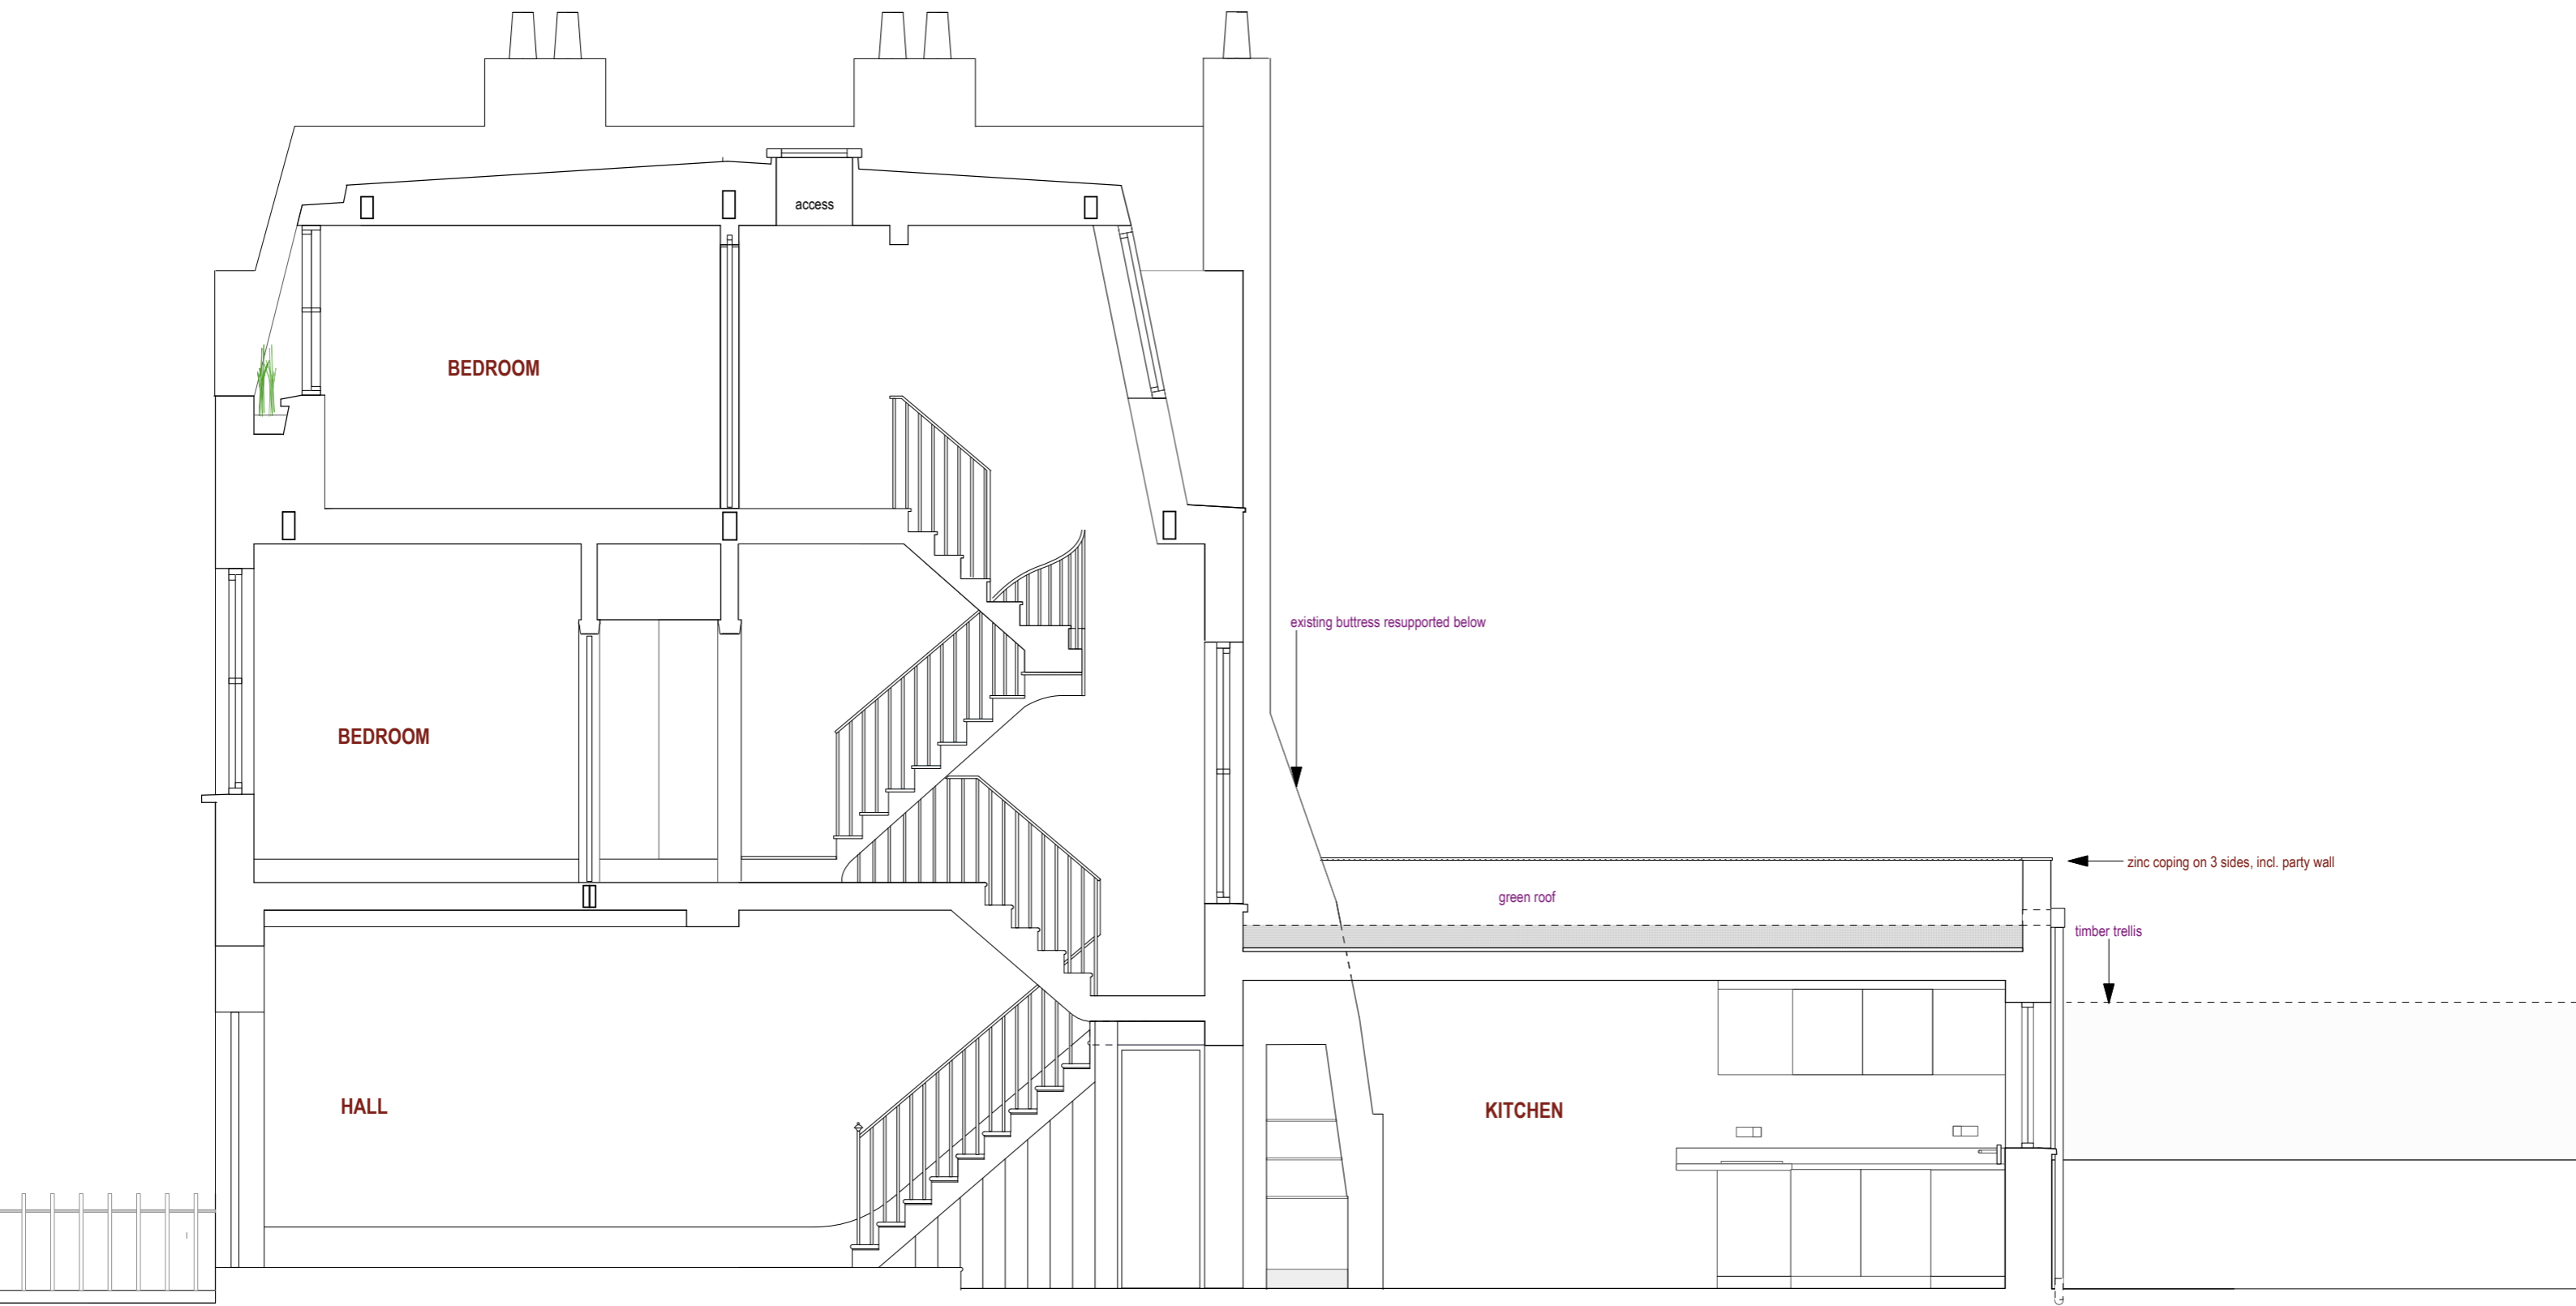 access
BEDROOM
existing buttress resupported below
BEDROOM
zinc coping on 3 sides, incl. party wall
green roof
timber trellis
HALL
KITCHEN